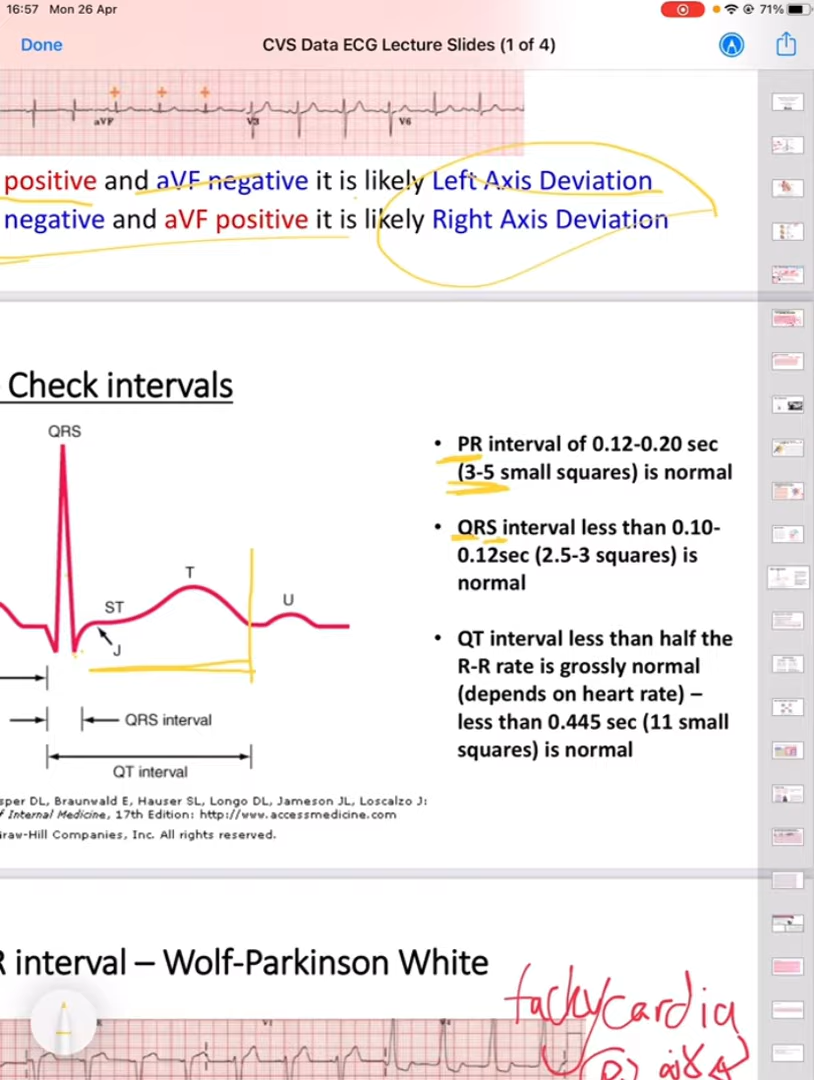 16:57 Mon 26 Apr
71%
Done
CVS Data ECG Lecture Slides (1 of 4)
aVF
V3
V6
positive and aVF negative it is likely Left Axis Deviation
negative and aVF positive it is likely Right Axis Deviation
Check intervals
QRS
T
ST
U
J
QRS interval
QT interval
• PR interval of 0.12-0.20 sec
(3-5 small squares) is normal
• QRS interval less than 0.10-
0.12sec (2.5-3 squares) is
normal
• QT interval less than half the
R-R rate is grossly normal
(depends on heart rate) –
less than 0.445 sec (11 small
squares) is normal
sper DL, Braunwald E, Hauser SL, Longo DL, Jameson JL, Loscalzo J:
f Internal Medicine, 17th Edition: http://www.accessmedicine.com
Graw-Hill Companies, Inc. All rights reserved.
R interval – Wolf-Parkinson White
tachycardia
V1